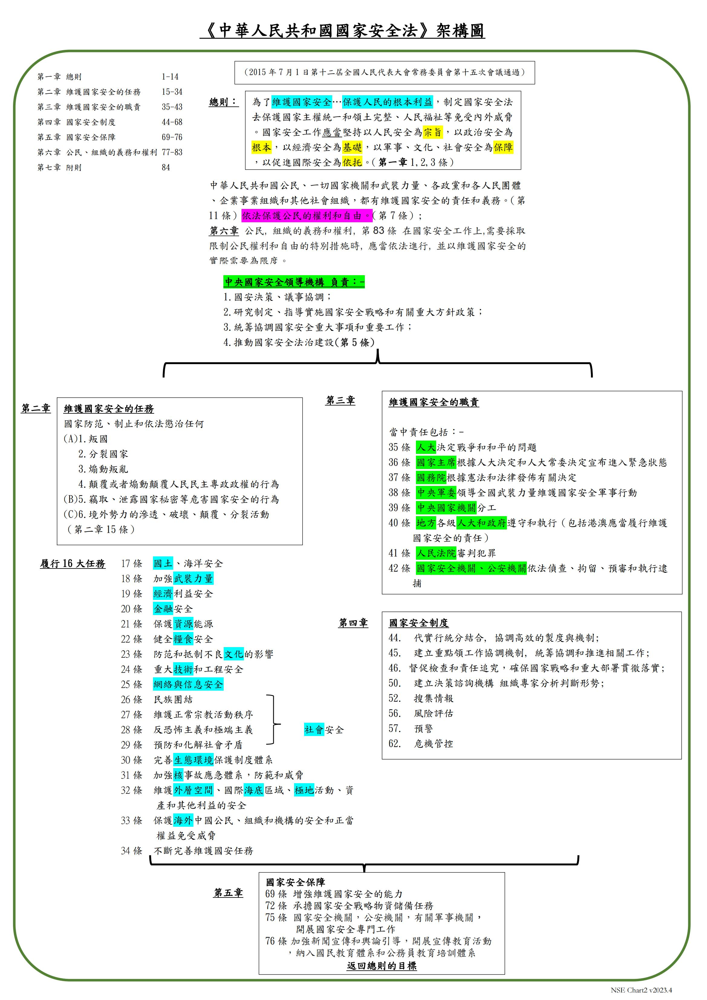 《中華人民共和國國家安全法》架構圖
（2015 年 7 月 1 日第十二屆全國人民代表大會常務委員會第十五次會議通過）
第一章 總則 1-14
第二章 維護國家安全的任務 15-34
第三章 維護國家安全的職責 35-43
第四章 國家安全制度 44-68
第五章 國家安全保障 69-76
第六章 公民、組織的義務和權利 77-83
第七章 附則 84
總則：
為了維護國家安全…保護人民的根本利益，制定國家安全法
去保護國家主權統一和領土完整、人民福祉等免受內外威脅
。國家安全工作應當堅持以人民安全為宗旨，以政治安全為
根本，以經濟安全為基礎，以軍事、文化、社會安全為保障
，以促進國際安全為依托。（第一章 1,2,3 條）
中華人民共和國公民、一切國家機關和武裝力量、各政黨和各人民團體
、企業事業組織和其他社會組織，都有維護國家安全的責任和義務。（第
11 條）依法保護公民的權利和自由。（第 7 條）；
第六章 公民, 組織的義務和權利, 第 83 條 在國家安全工作上,需要採取
限制公民權利和自由的特別措施時, 應當依法進行, 並以維護國家安全的
實際需要為限度。
中央國家安全領導機構 負責：-
1.國安決策、議事協調；
2.研究制定、指導實施國家安全戰略和有關重大方針政策；
3.統籌協調國家安全重大事項和重要工作；
4.推動國家安全法治建設(第 5 條)
第二章
維護國家安全的任務
國家防范、制止和依法懲治任何
(A)1.叛國
2.分裂國家
3.煽動叛亂
4.顛覆或者煽動顛覆人民民主專政政權的行為
(B)5.竊取、泄露國家秘密等危害國家安全的行為
(C)6.境外勢力的滲透、破壞、顛覆、分裂活動
（第二章 15 條）
履行 16 大任務
17 條 國土、海洋安全
18 條 加強武裝力量
19 條 經濟利益安全
20 條 金融安全
21 條 保護資源能源
22 條 健全糧食安全
23 條 防范和抵制不良文化的影響
24 條 重大技術和工程安全
25 條 網絡與信息安全
26 條 民族團結
27 條 維護正常宗教活動秩序
28 條 反恐怖主義和極端主義
29 條 預防和化解社會矛盾
社會安全
30 條 完善生態環境保護制度體系
31 條 加強核事故應急體系，防範和威脅
32 條 維護外層空間、國際海底區域、極地活動、資
產和其他利益的安全
33 條 保護海外中國公民、組織和機構的安全和正當
權益免受威脅
34 條 不斷完善維護國安任務
第三章
維護國家安全的職責
當中責任包括：-
35 條 人大決定戰爭和和平的問題
36 條 國家主席根據人大決定和人大常委決定宣布進入緊急狀態
37 條 國務院根據憲法和法律發佈有關決定
38 條 中央軍委領導全國武裝力量維護國家安全軍事行動
39 條 中央國家機關分工
40 條 地方各級人大和政府遵守和執行（包括港澳應當履行維護
國家安全的責任）
41 條 人民法院審判犯罪
42 條 國家安全機關、公安機關依法偵查、拘留、預審和執行逮
捕
第四章
國家安全制度
44. 代實行統分結合, 協調高效的製度與機制;
45. 建立重點領工作協調機制, 統籌協調和推進相關工作;
46. 督促檢查和責任追究，確保國家戰略和重大部署貫徹落實;
50. 建立決策諮詢機構 組織專家分析判斷形勢;
52. 搜集情報
56. 風險評估
57. 預警
62. 危機管控
第五章
國家安全保障
69 條 增強維護國家安全的能力
72 條 承擔國家安全戰略物資儲備任務
75 條 國家安全機關，公安機關，有關軍事機關，
開展國家安全專門工作
76 條 加強新聞宣傳和輿論引導，開展宣傳教育活動
，納入國民教育體系和公務員教育培訓體系
返回總則的目標
NSE Chart2 v2023.4